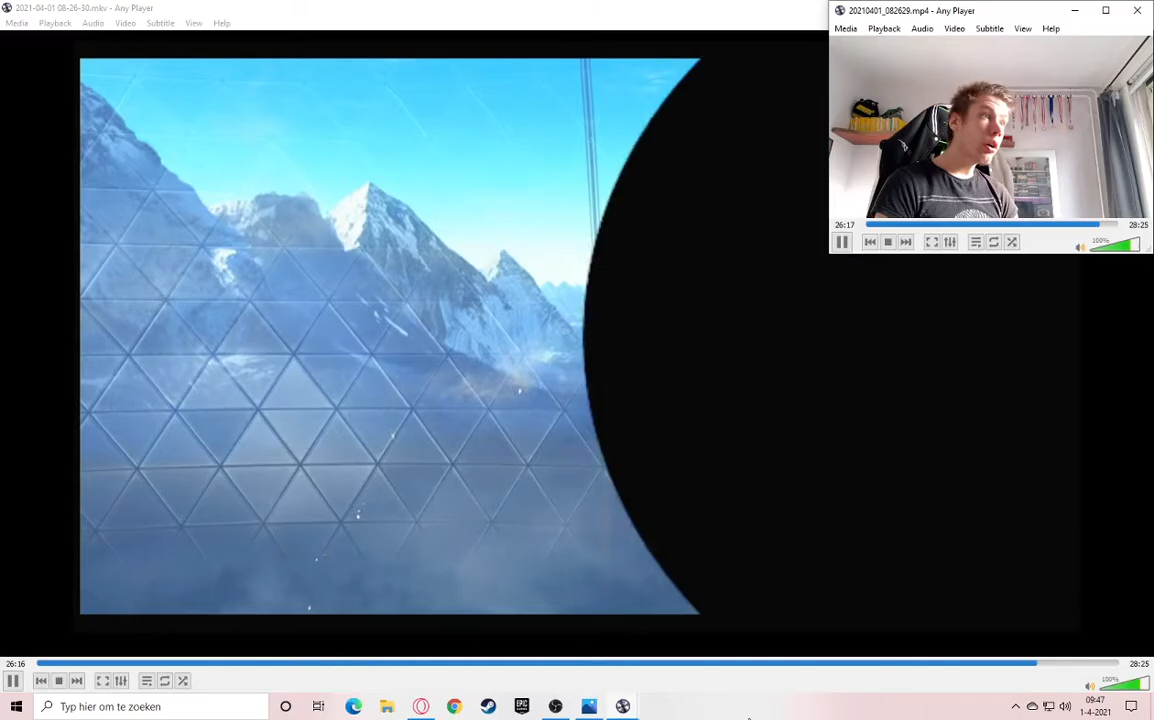 2021-04-01 08-26-30.mkv - Any Player
Media Playback Audio Video Subtitle View Help
20210401_082629.mp4 - Any Player
Media Playback Audio Video Subtitle View Help
26:17
28:25
100%
26:16
28:25
100%
Typ hier om te zoeken
EPIC
GAMES
09:47
1-4-2021